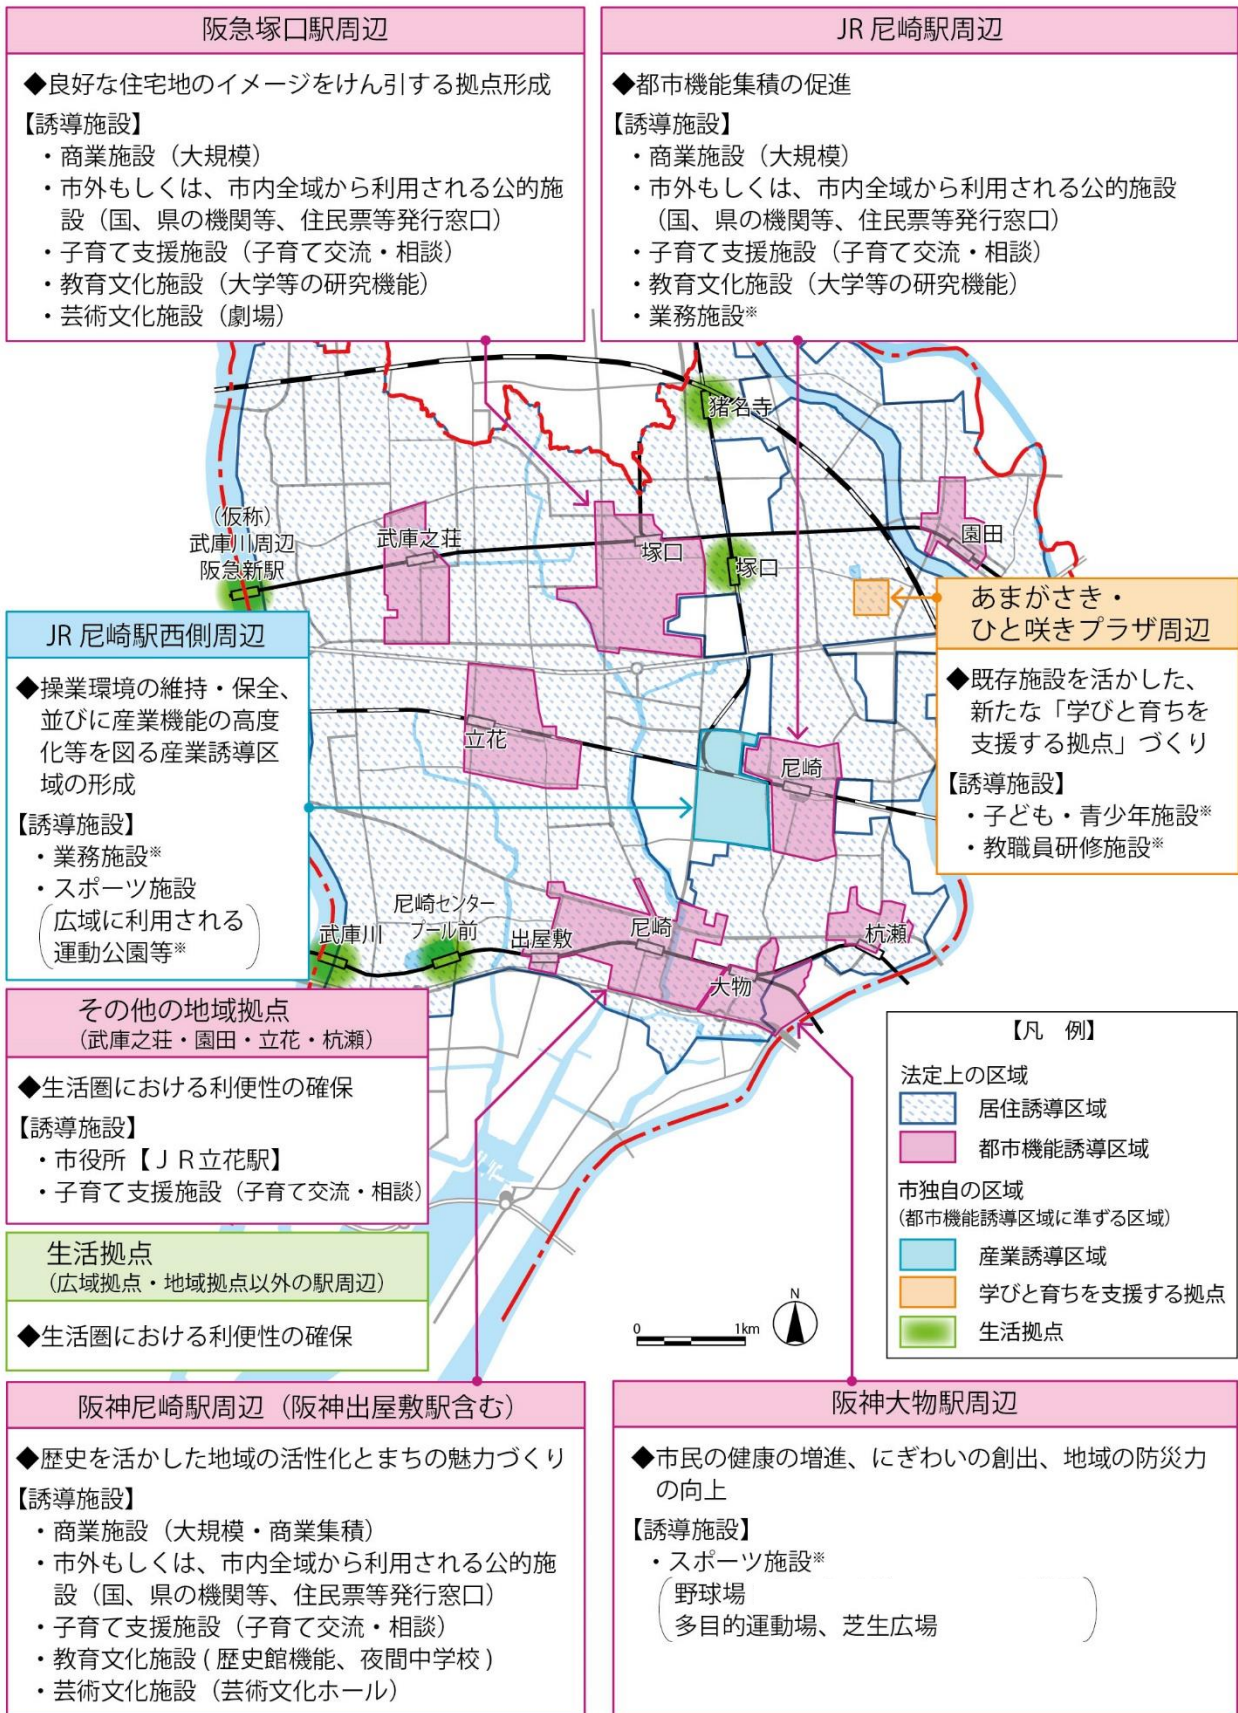 阪急塚口駅周辺
◆良好な住宅地のイメージをけん引する拠点形成
【誘導施設】
・商業施設（大規模）
・市外もしくは、市内全域から利用される公的施
設（国、県の機関等、住民票等発行窓口）
・子育て支援施設（子育て交流・相談）
・教育文化施設（大学等の研究機能）
・芸術文化施設（劇場）
JR 尼崎駅周辺
◆都市機能集積の促進
【誘導施設】
・商業施設（大規模）
・市外もしくは、市内全域から利用される公的施設
（国、県の機関等、住民票等発行窓口）
・子育て支援施設（子育て交流・相談）
・教育文化施設（大学等の研究機能）
・業務施設※
猪名寺
（仮称）
武庫川周辺
阪急新駅
武庫之荘
塚口
塚口
園田
JR 尼崎駅西側周辺
◆操業環境の維持・保全、
並びに産業機能の高度
化等を図る産業誘導区
域の形成
【誘導施設】
・業務施設※
・スポーツ施設
（広域に利用される
運動公園等※）
あまがさき・
ひと咲きプラザ周辺
◆既存施設を活かした、
新たな「学びと育ちを
支援する拠点」づくり
【誘導施設】
・子ども・青少年施設※
・教職員研修施設※
立花
尼崎
武庫川
尼崎センター
プール前
出屋敷
尼崎
大物
杭瀬
その他の地域拠点
（武庫之荘・園田・立花・杭瀬）
◆生活圏における利便性の確保
【誘導施設】
・市役所【ＪＲ立花駅】
・子育て支援施設（子育て交流・相談）
生活拠点
（広域拠点・地域拠点以外の駅周辺）
◆生活圏における利便性の確保
【凡　例】
法定上の区域
居住誘導区域
都市機能誘導区域
市独自の区域
（都市機能誘導区域に準ずる区域）
産業誘導区域
学びと育ちを支援する拠点
生活拠点
0 1km
N
阪神尼崎駅周辺（阪神出屋敷駅含む）
◆歴史を活かした地域の活性化とまちの魅力づくり
【誘導施設】
・商業施設（大規模・商業集積）
・市外もしくは、市内全域から利用される公的施
設（国、県の機関等、住民票等発行窓口）
・子育て支援施設（子育て交流・相談）
・教育文化施設 ( 歴史館機能、夜間中学校 )
・芸術文化施設（芸術文化ホール）
阪神大物駅周辺
◆市民の健康の増進、にぎわいの創出、地域の防災力
の向上
【誘導施設】
・スポーツ施設※
（野球場
多目的運動場、芝生広場）